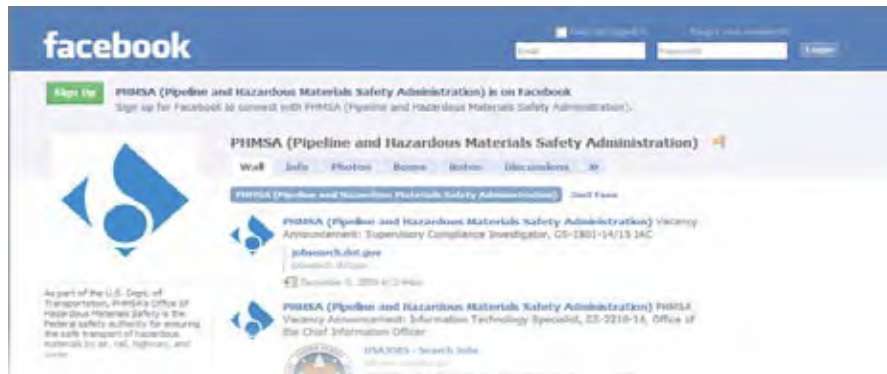 facebook
Email
Password
Login
Sign Up
PHMSA (Pipeline and Hazardous Materials Safety Administration) is on Facebook
Sign up for Facebook to connect with PHMSA (Pipeline and Hazardous Materials Safety Administration).
PHMSA (Pipeline and Hazardous Materials Safety Administration)
Wall Info Photos Boxes Notes Discussions »
PHMSA (Pipeline and Hazardous Materials Safety Administration) Just Fans
PHMSA (Pipeline and Hazardous Materials Safety Administration) Vacancy
Announcement: Supervisory Compliance Investigator, GS-1801-14/15 IAC
jobsearch.dot.gov
PHMSA (Pipeline and Hazardous Materials Safety Administration) PHMSA
Vacancy Announcement: Information Technology Specialist, GS-2210-14, Office of
the Chief Information Officer
USAJOBS - Search Jobs
As part of the U.S. Dept. of
Transportation, PHMSA's Office of
Hazardous Materials Safety is the
Federal safety authority for ensuring
the safe transport of hazardous
materials by air, rail, highway, and
water.